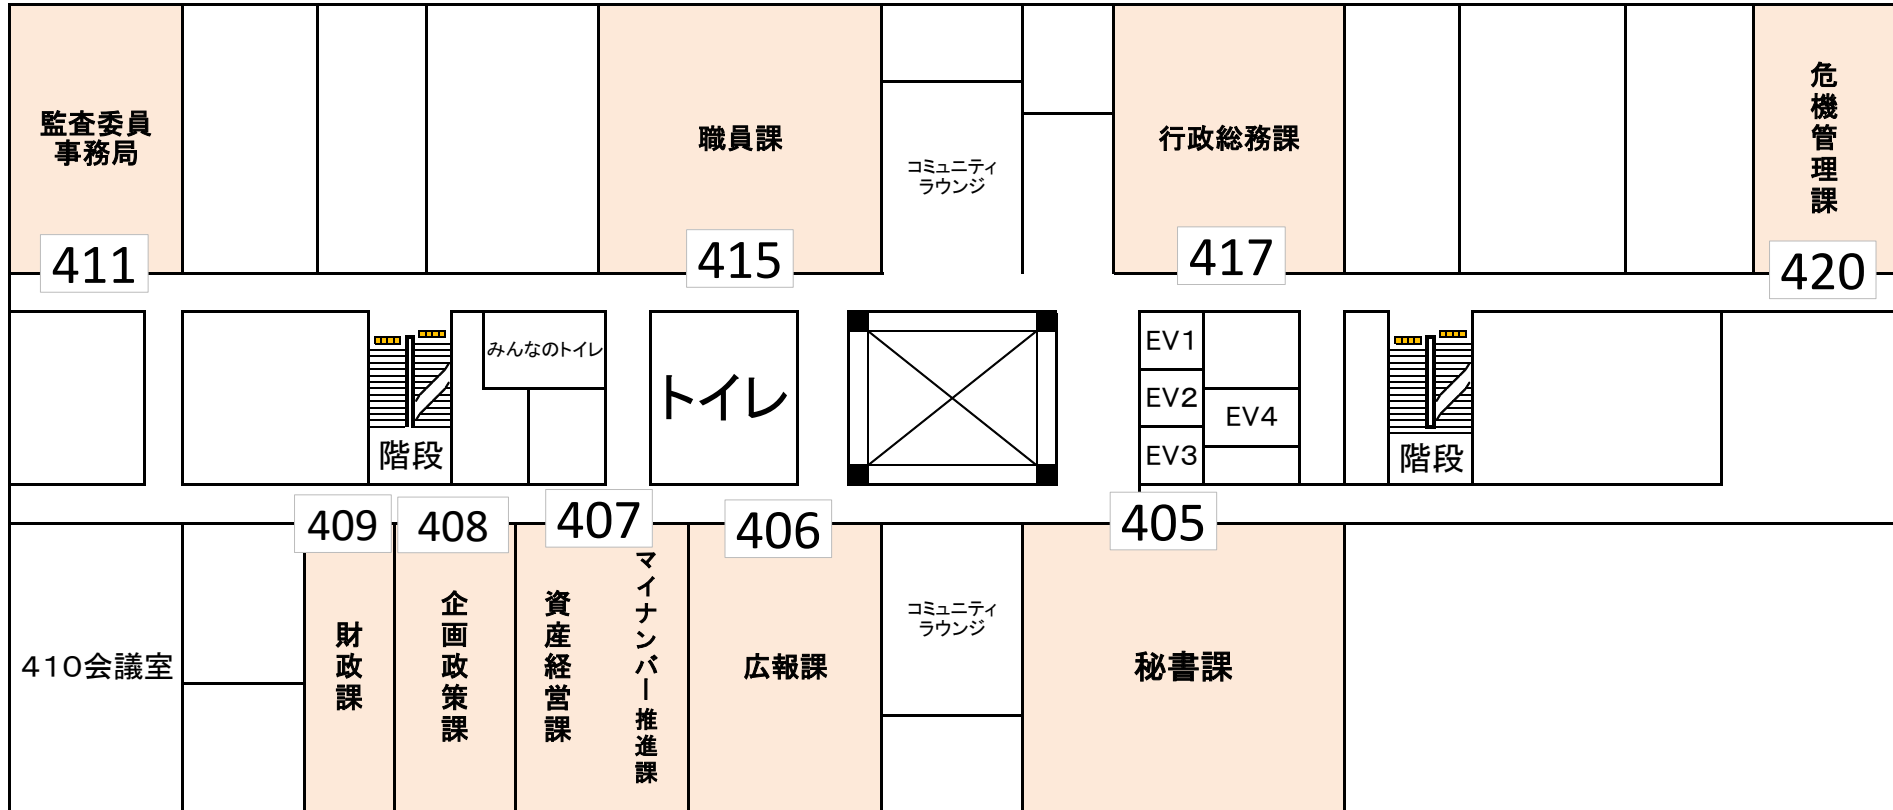 監査委員
事務局
411
職員課
415
コミュニティ
ラウンジ
行政総務課
417
危機管理課
420
階段
みんなのトイレ
トイレ
EV1
EV2
EV3
EV4
階段
409
408
407
406
405
410会議室
財政課
企画政策課
資産経営課
マイナンバー推進課
広報課
コミュニティ
ラウンジ
秘書課